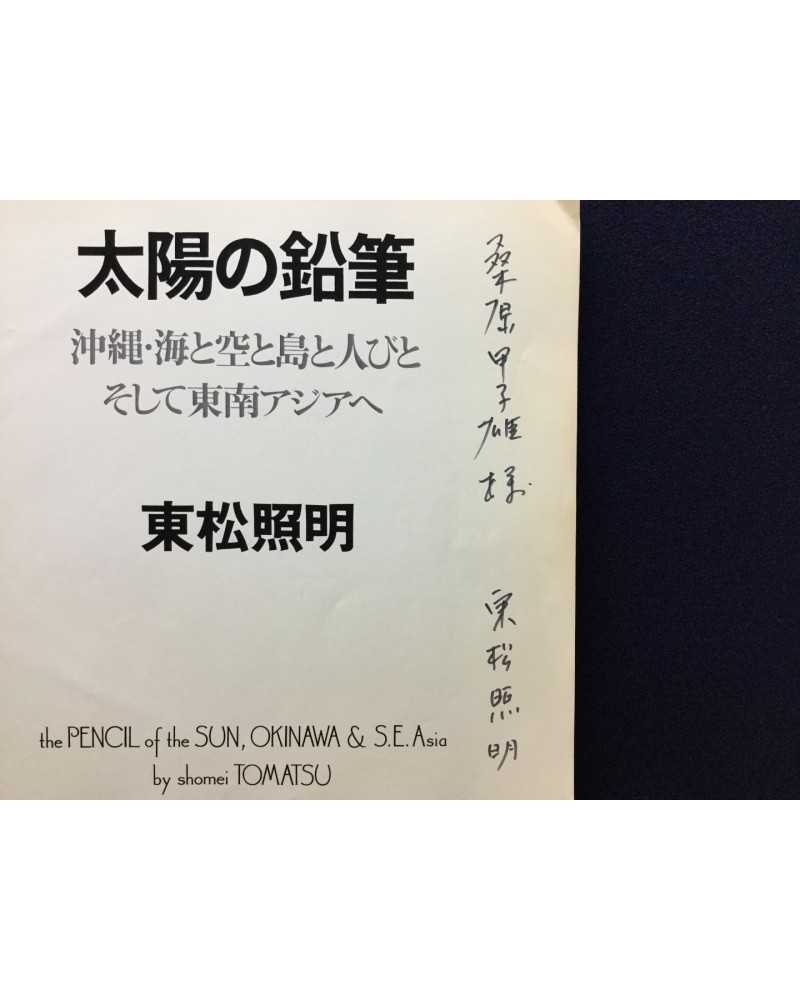 太陽の鉛筆
沖縄・海と空と島と人びと
そして東南アジアへ
東松照明
the PENCIL of the SUN, OKINAWA & S.E. Asia
by shomei TOMATSU
桑原甲子雄様
東松照明